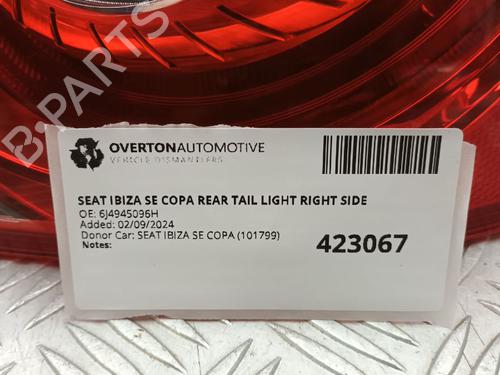 B-PARTS
OVERTONAUTOMOTIVE
VEHICLE DISMANTLERS
SEAT IBIZA SE COPA REAR TAIL LIGHT RIGHT SIDE
OE: 6J4945096H
Added: 02/09/2024
Donor Car: SEAT IBIZA SE COPA (101799)
Notes:
423067